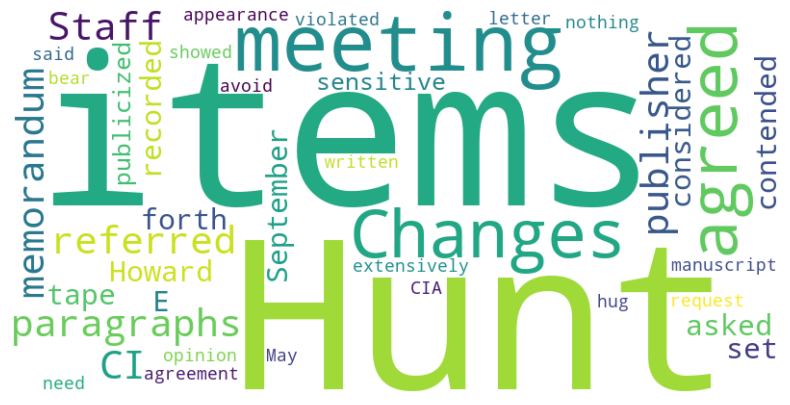 Staff
appearance
violated
letter
nothing
said
showed
meeting
bear
avoid
sensitive
publicized
recorded
memorandum
items
publisher
considered
agreed
contended
September
written
forth
referred
Changes
Howard
extensively
manuscript
tape
E
CIA
Hunt
hug
request
paragraphs
asked
CI
opinion
May
set
agreement
need